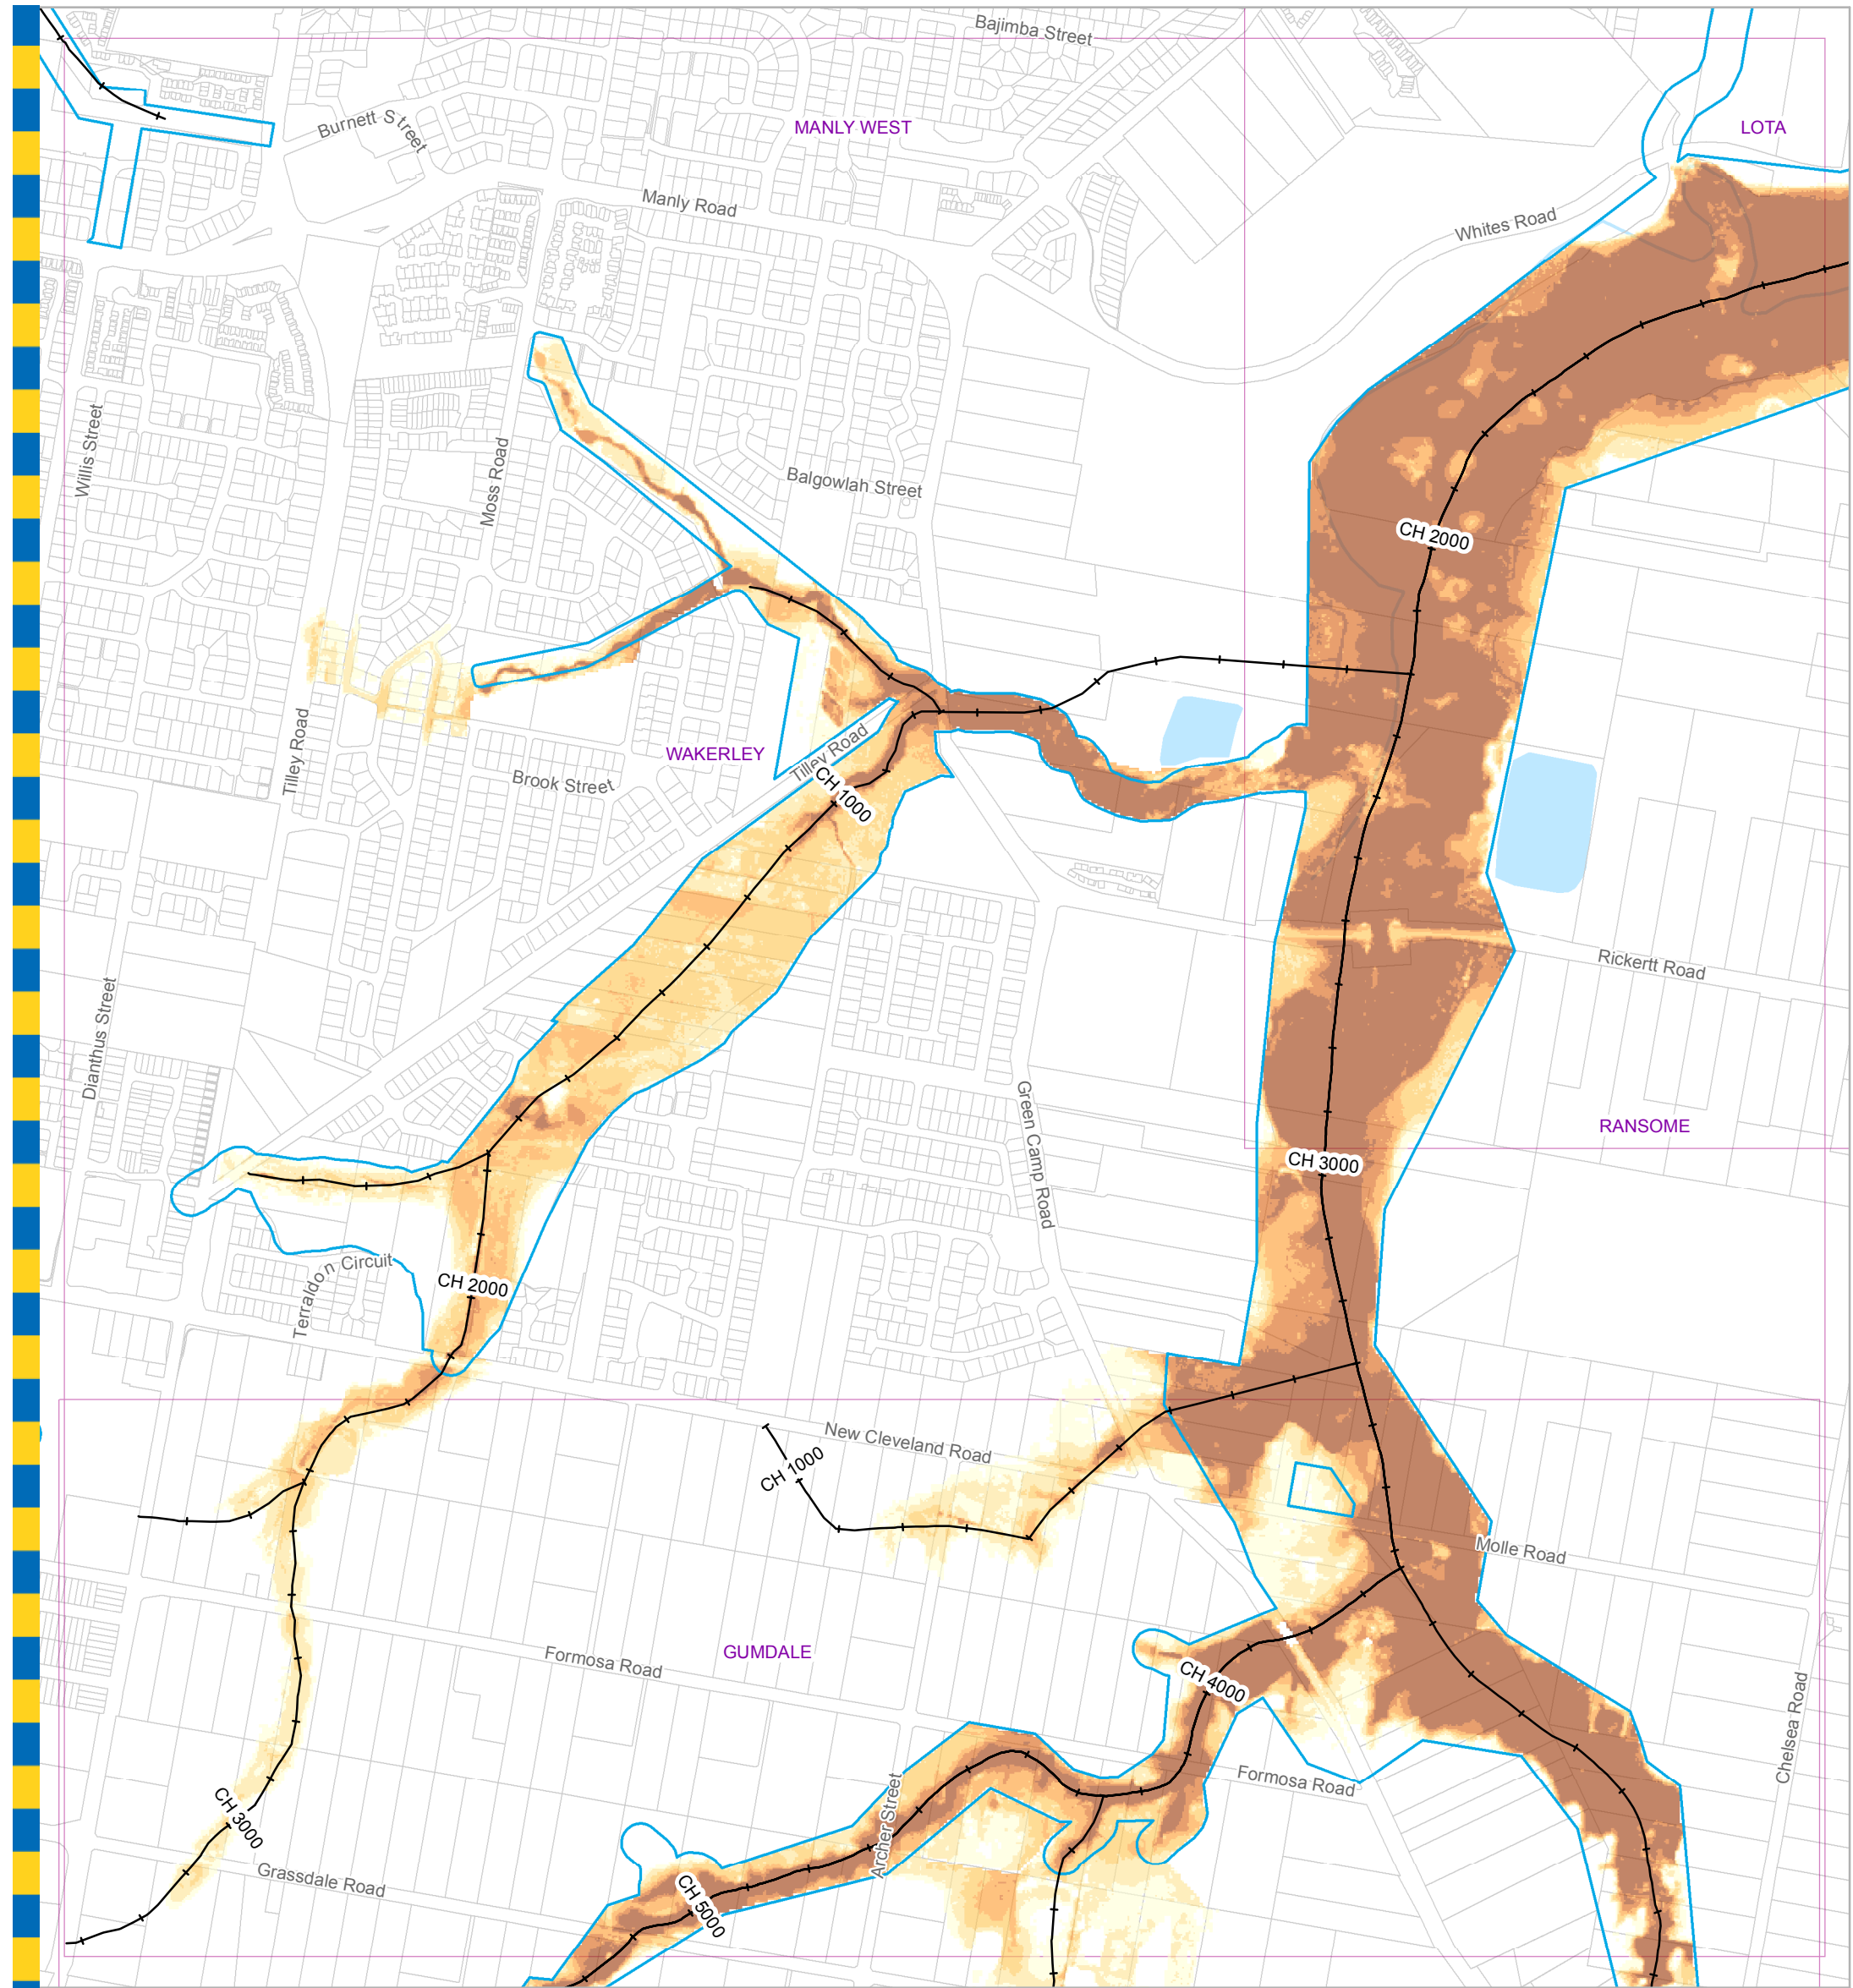 Bajimba Street
Burnett Street
MANLY WEST
LOTA
Manly Road
Whites Road
Willis Street
Moss Road
Balgowlah Street
CH 2000
Tilley Road
WAKERLEY
Tilley Road
Brook Street
CH 1000
Rickertt Road
Dianthus Street
Green Camp Road
RANSOME
CH 3000
Terraldon Circuit
CH 2000
New Cleveland Road
CH 1000
Molle Road
Formosa Road
GUMDALE
CH 4000
Chelsea Road
Formosa Road
CH 3000
Archer Street
Grassdale Road
CH 5000